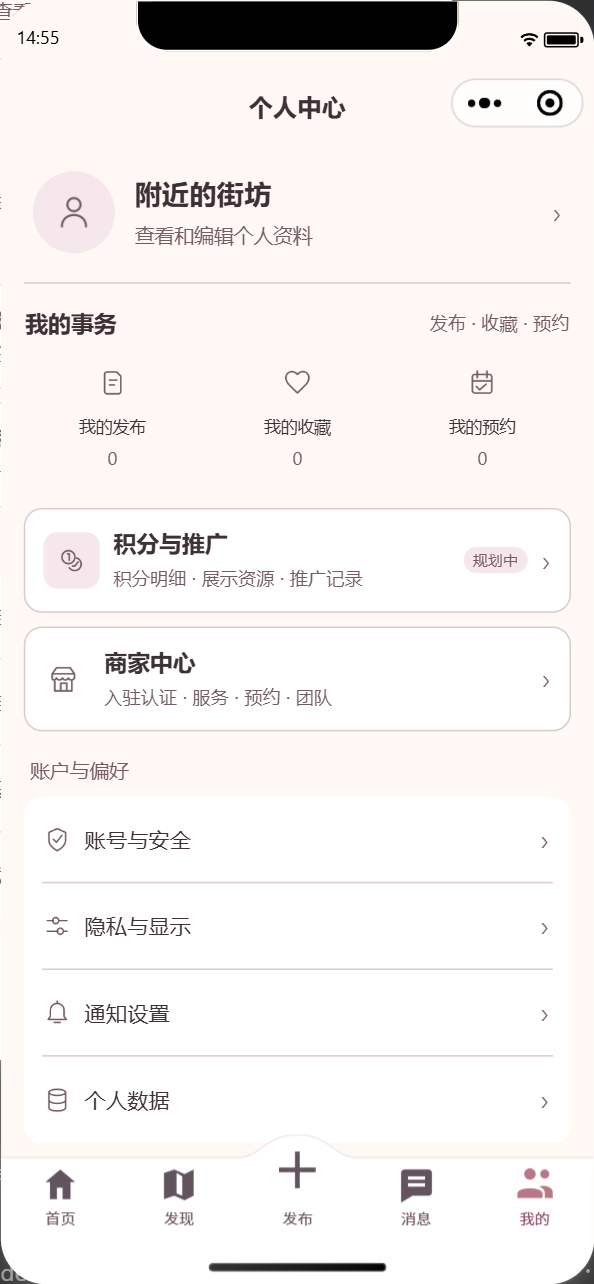 14:55
个人中心
附近的街坊
查看和编辑个人资料
我的事务
发布 · 收藏 · 预约
我的发布
我的收藏
我的预约
0
0
0
积分与推广
积分明细 · 展示资源 · 推广记录
规划中
商家中心
入驻认证 · 服务 · 预约 · 团队
账户与偏好
账号与安全
隐私与显示
通知设置
个人数据
首页
发现
发布
消息
我的